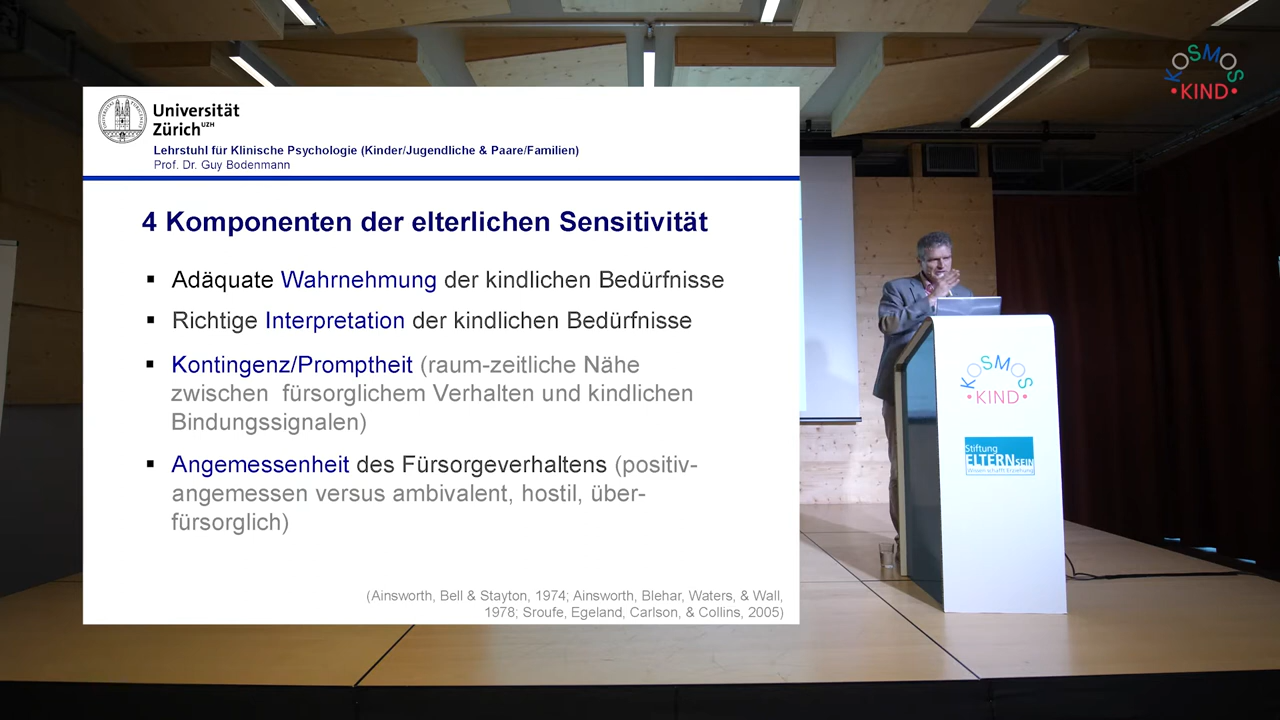 Universität
Zürich UZH
Lehrstuhl für Klinische Psychologie (Kinder/Jugendliche & Paare/Familien)
Prof. Dr. Guy Bodenmann
4 Komponenten der elterlichen Sensitivität
▪ Adäquate Wahrnehmung der kindlichen Bedürfnisse
▪ Richtige Interpretation der kindlichen Bedürfnisse
▪ Kontingenz/Promptheit (raum-zeitliche Nähe
zwischen fürsorglichem Verhalten und kindlichen
Bindungssignalen)
▪ Angemessenheit des Fürsorgeverhaltens (positiv-
angemessen versus ambivalent, hostil, über-
fürsorglich)
(Ainsworth, Bell & Stayton, 1974; Ainsworth, Blehar, Waters, & Wall,
1978; Sroufe, Egeland, Carlson, & Collins, 2005)
KOSMOS
•KIND•
KOSMOS
•KIND•
Stiftung
ELTERNSEIN
Wissen schafft Erziehung